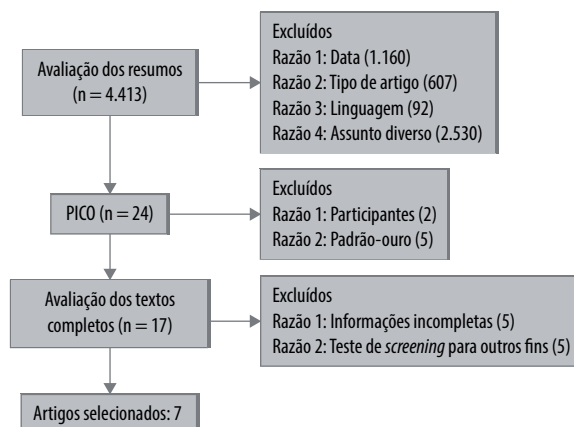 Avaliação dos resumos
(n = 4.413)
Excluídos
Razão 1: Data (1.160)
Razão 2: Tipo de artigo (607)
Razão 3: Linguagem (92)
Razão 4: Assunto diverso (2.530)
PICO (n = 24)
Excluídos
Razão 1: Participantes (2)
Razão 2: Padrão-ouro (5)
Avaliação dos textos
completos (n = 17)
Excluídos
Razão 1: Informações incompletas (5)
Razão 2: Teste de screening para outros fins (5)
Artigos selecionados: 7